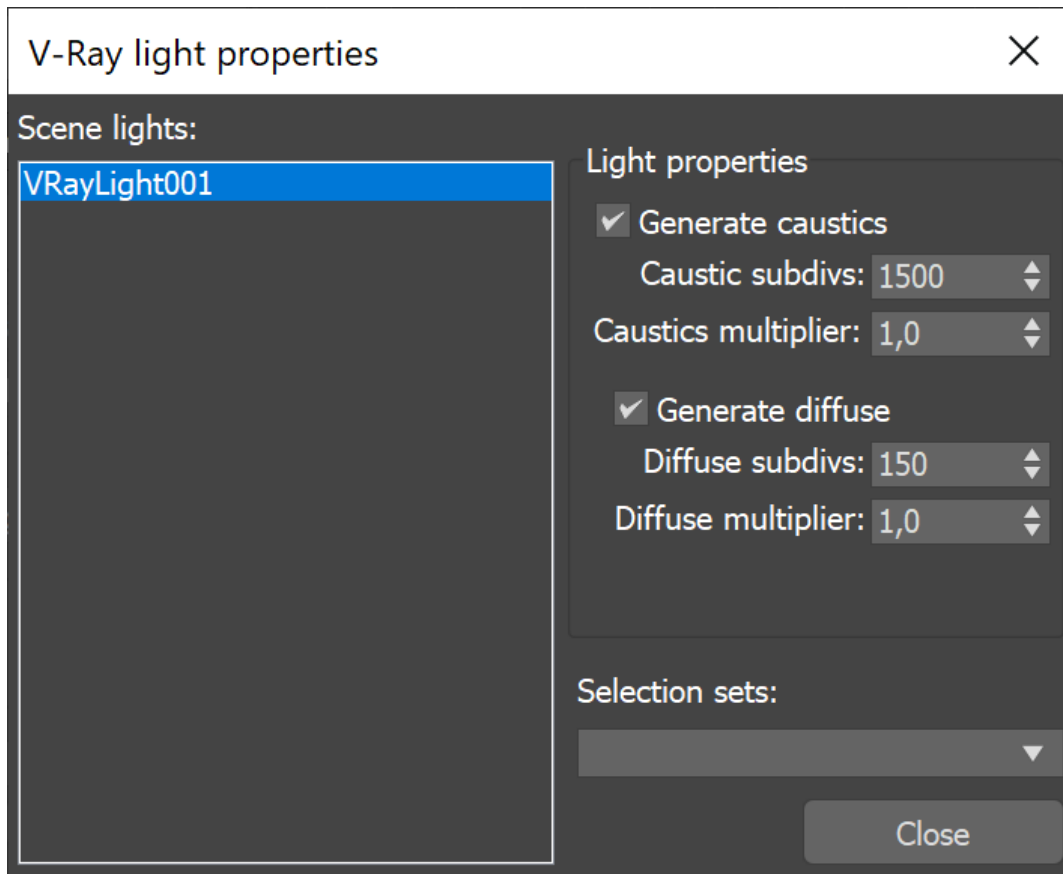 V-Ray light properties
Scene lights:
VRayLight001
Light properties
Generate caustics
Caustic subdivs: 1500
Caustics multiplier: 1,0
Generate diffuse
Diffuse subdivs: 150
Diffuse multiplier: 1,0
Selection sets:
Close